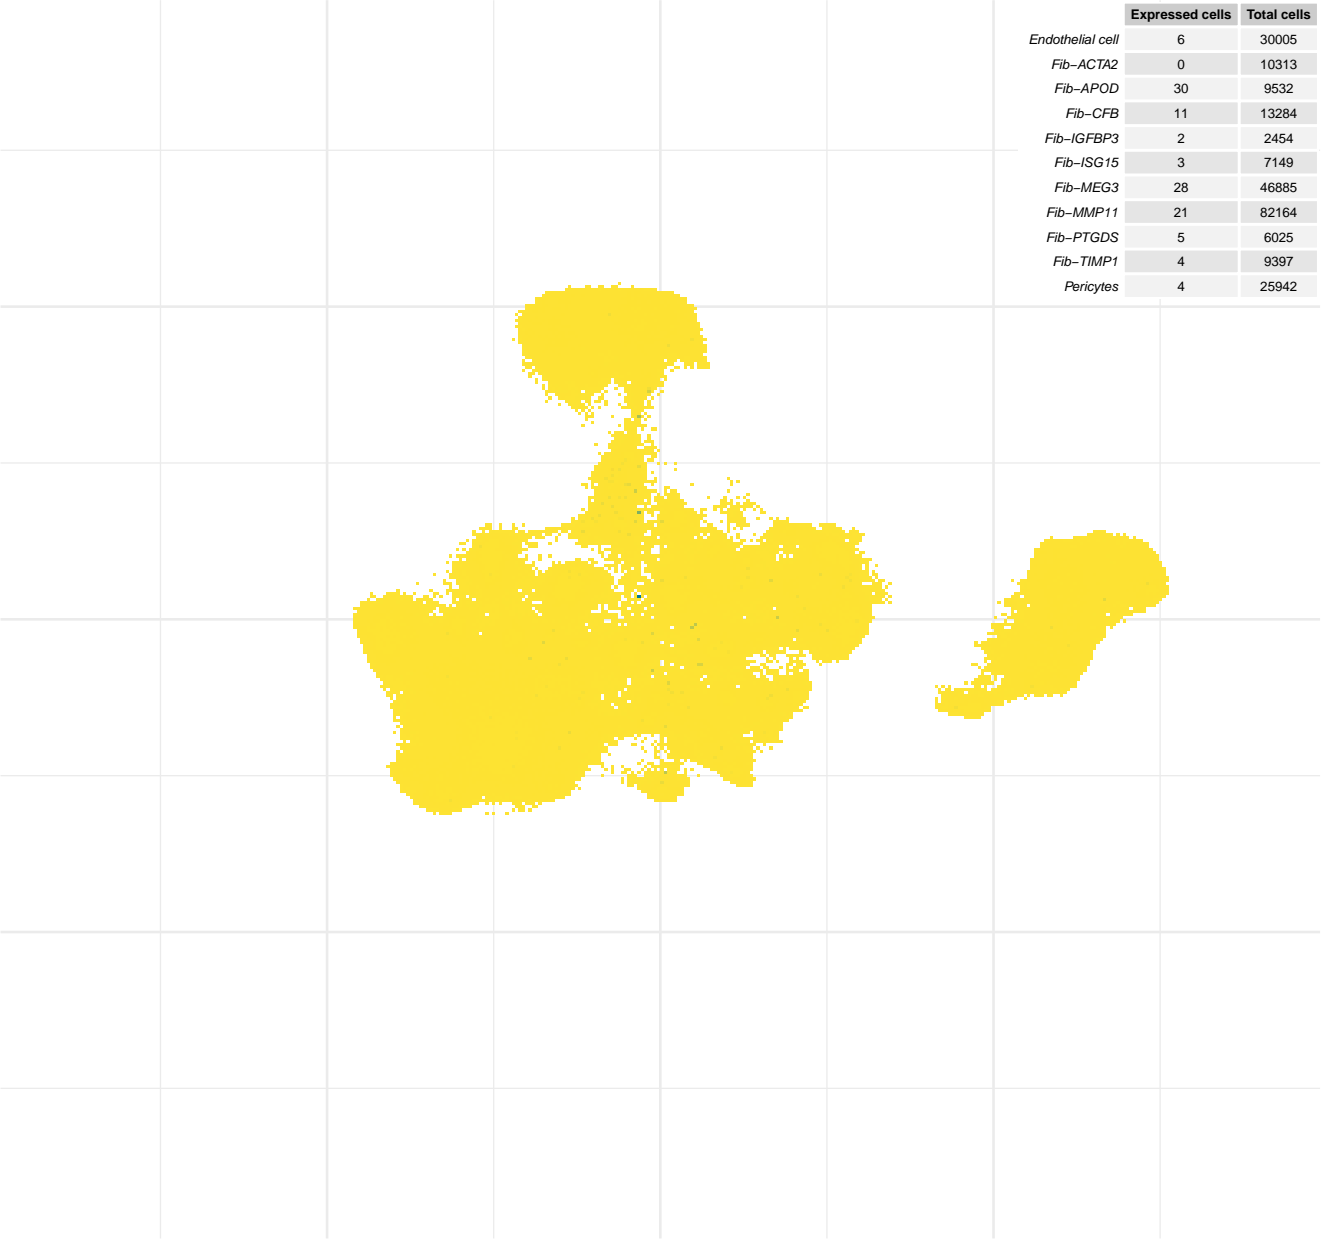 Expressed cells Total cells
Endothelial cell 6 30005
Fib−ACTA2 0 10313
Fib−APOD 30 9532
Fib−CFB 11 13284
Fib−IGFBP3 2 2454
Fib−ISG15 3 7149
Fib−MEG3 28 46885
Fib−MMP11 21 82164
Fib−PTGDS 5 6025
Fib−TIMP1 4 9397
Pericytes 4 25942